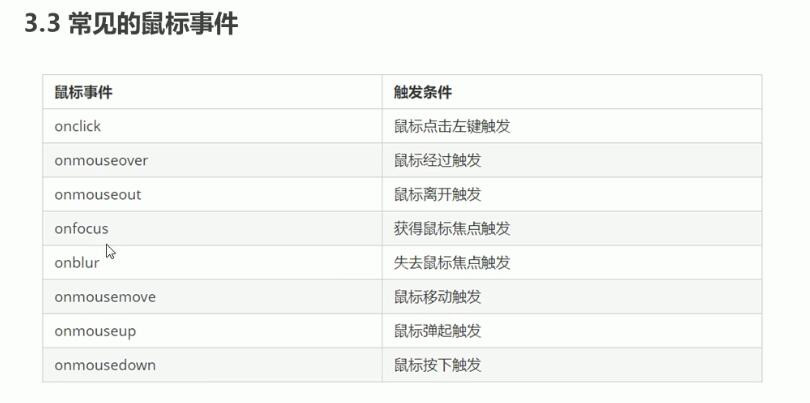 3.3 常见的鼠标事件
鼠标事件 触发条件
onclick 鼠标点击左键触发
onmouseover 鼠标经过触发
onmouseout 鼠标离开触发
onfocus 获得鼠标焦点触发
onblur 失去鼠标焦点触发
onmousemove 鼠标移动触发
onmouseup 鼠标弹起触发
onmousedown 鼠标按下触发